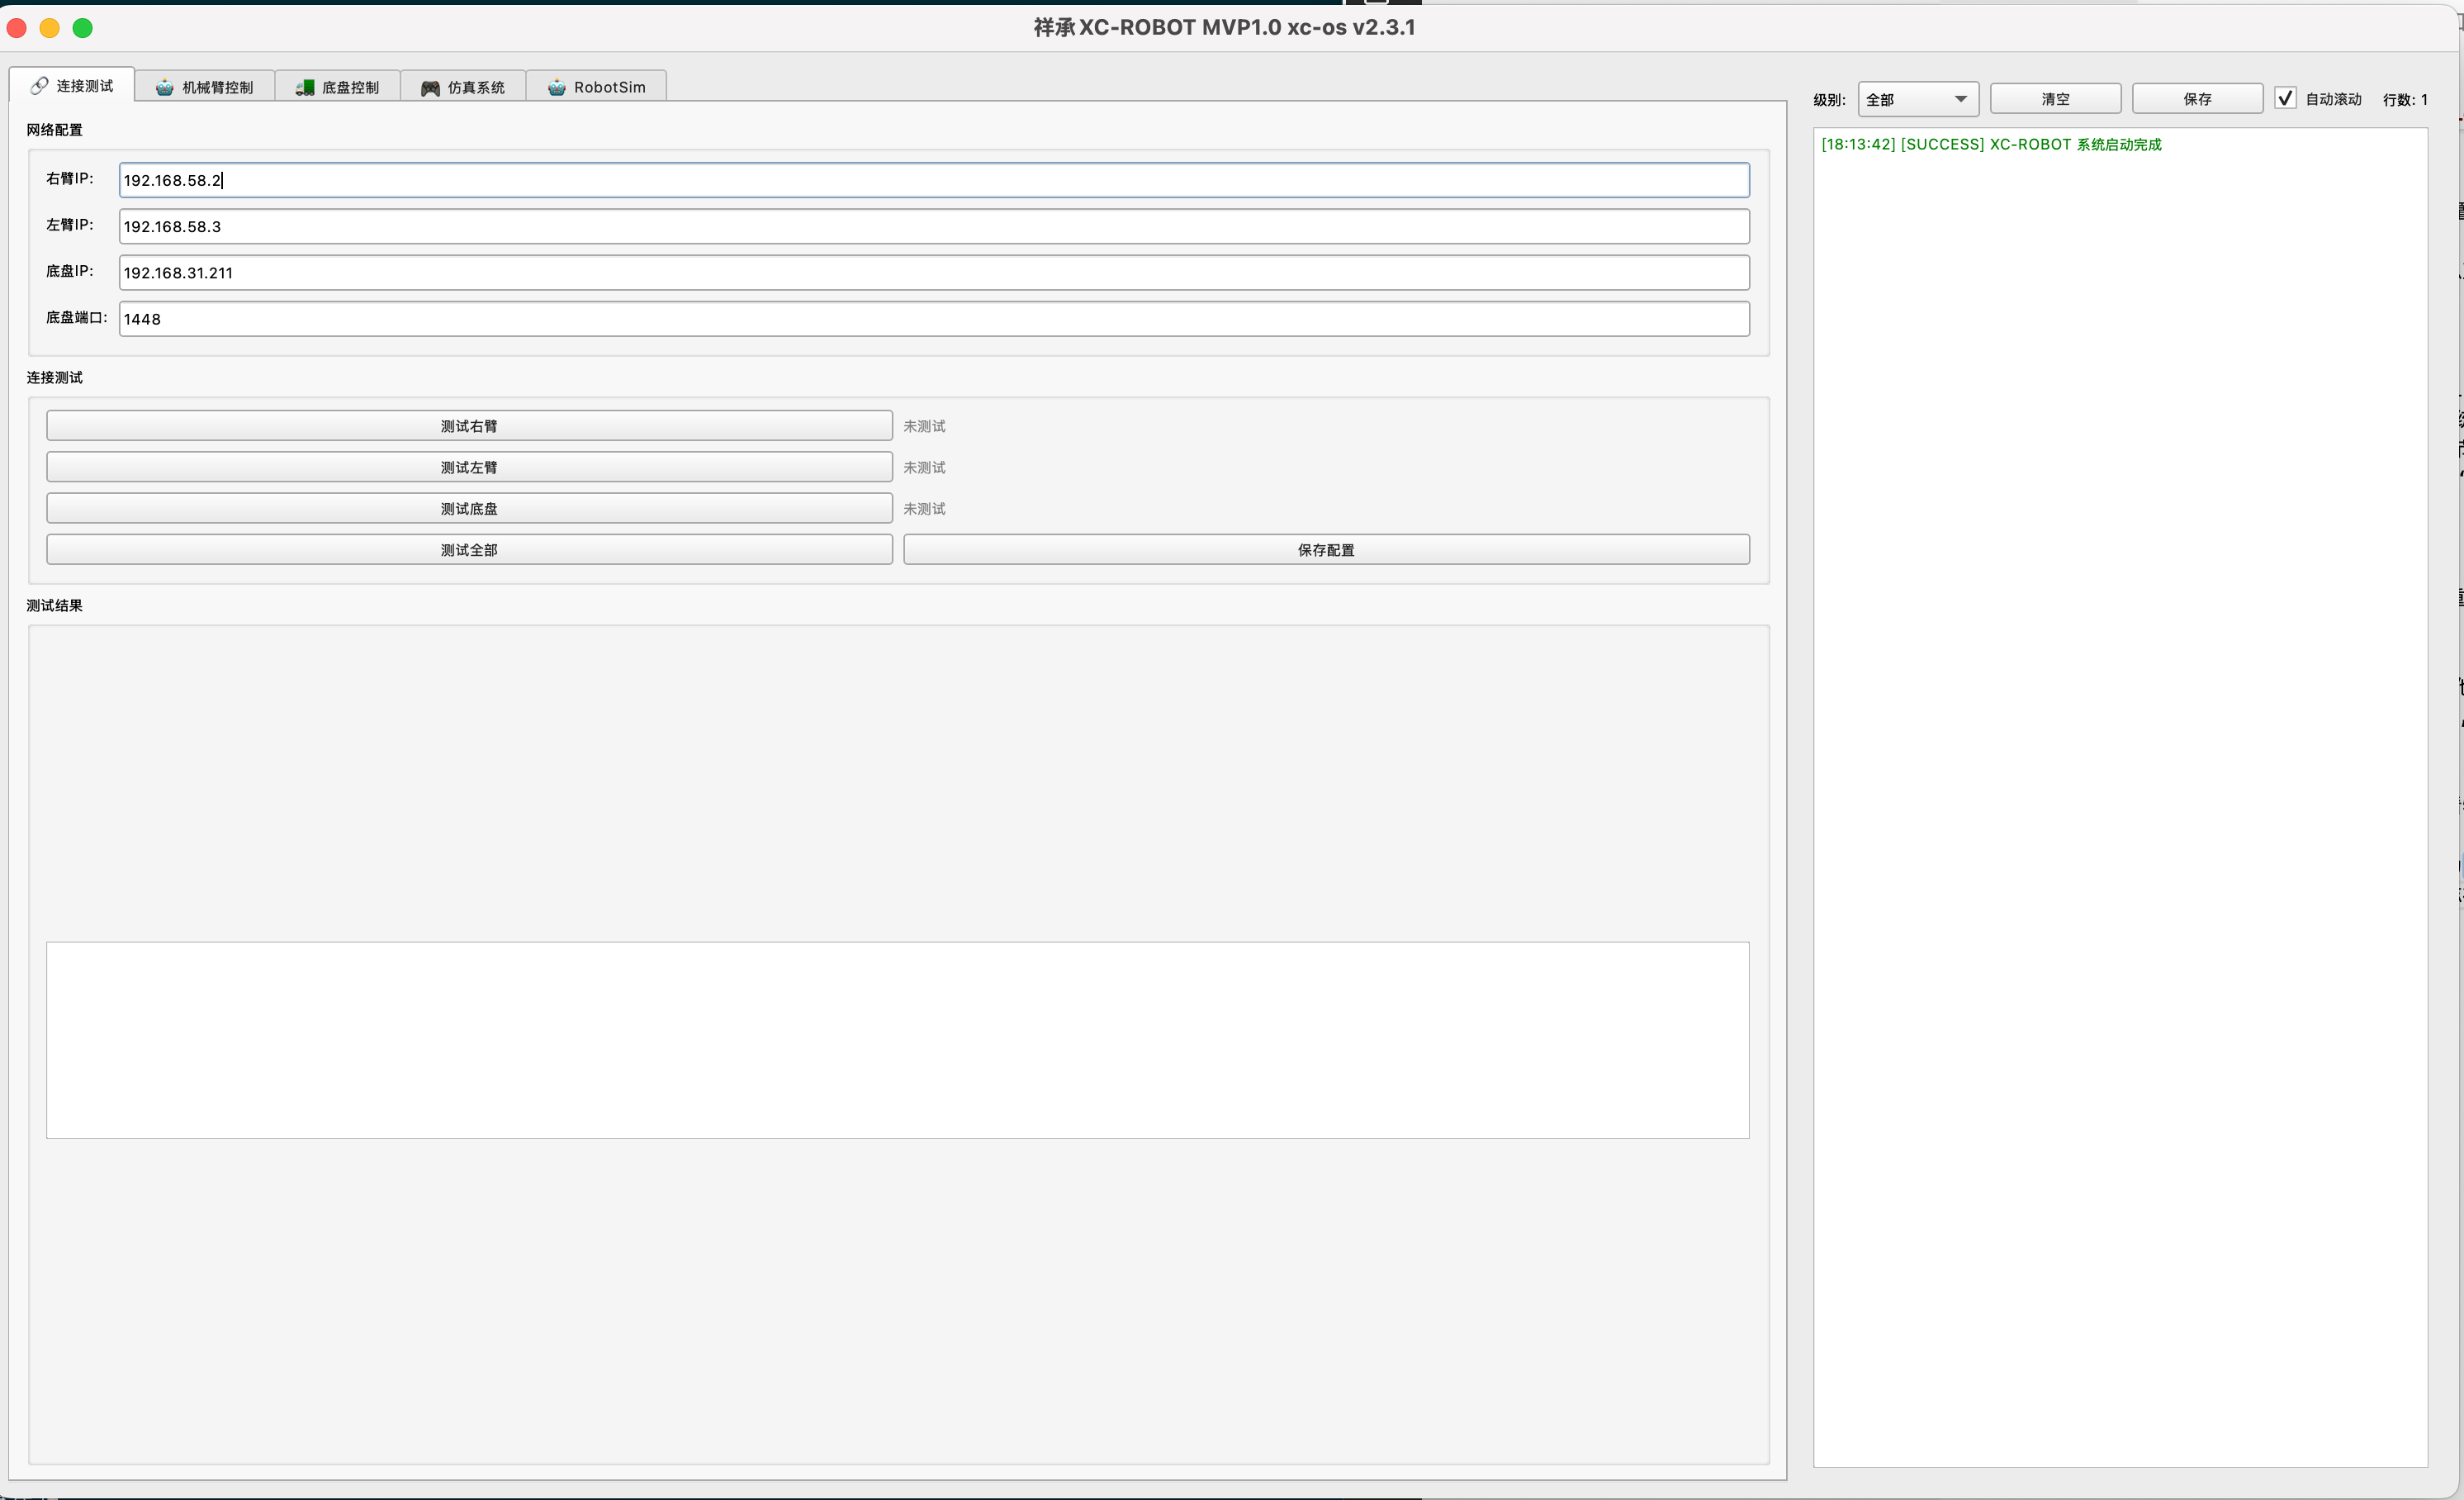 祥承XC-ROBOT MVP1.0 xc-os v2.3.1
连接测试 机械臂控制 底盘控制 仿真系统 RobotSim
级别: 全部 清空 保存 自动滚动 行数: 1
网络配置
右臂IP: 192.168.58.2
左臂IP: 192.168.58.3
底盘IP: 192.168.31.211
底盘端口: 1448
连接测试
测试右臂 未测试
测试左臂 未测试
测试底盘 未测试
测试全部 保存配置
测试结果
[18:13:42] [SUCCESS] XC-ROBOT 系统启动完成